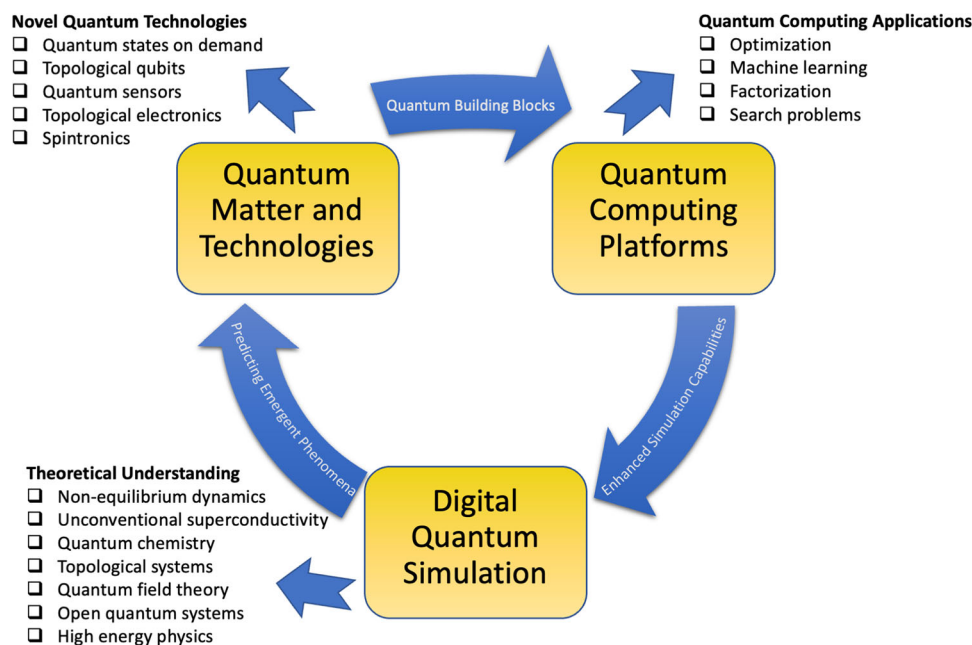 Novel Quantum Technologies
❑ Quantum states on demand
❑ Topological qubits
❑ Quantum sensors
❑ Topological electronics
❑ Spintronics
Quantum Building Blocks
Quantum Computing Applications
❑ Optimization
❑ Machine learning
❑ Factorization
❑ Search problems
Quantum
Matter and
Technologies
Quantum
Computing
Platforms
Predicting Emergent Phenomena
Enhanced Simulation Capabilities
Theoretical Understanding
❑ Non-equilibrium dynamics
❑ Unconventional superconductivity
❑ Quantum chemistry
❑ Topological systems
❑ Quantum field theory
❑ Open quantum systems
❑ High energy physics
Digital
Quantum
Simulation